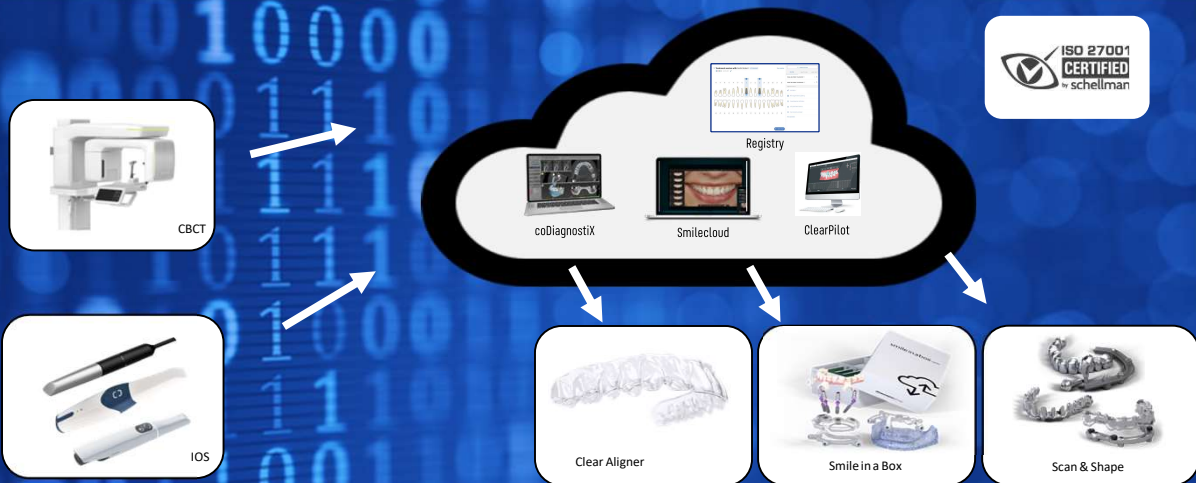 ISO 27001
CERTIFIED
by schellman
CBCT
Registry
coDiagnostiX
Smilecloud
ClearPilot
IOS
Clear Aligner
Smile in a Box
Scan & Shape